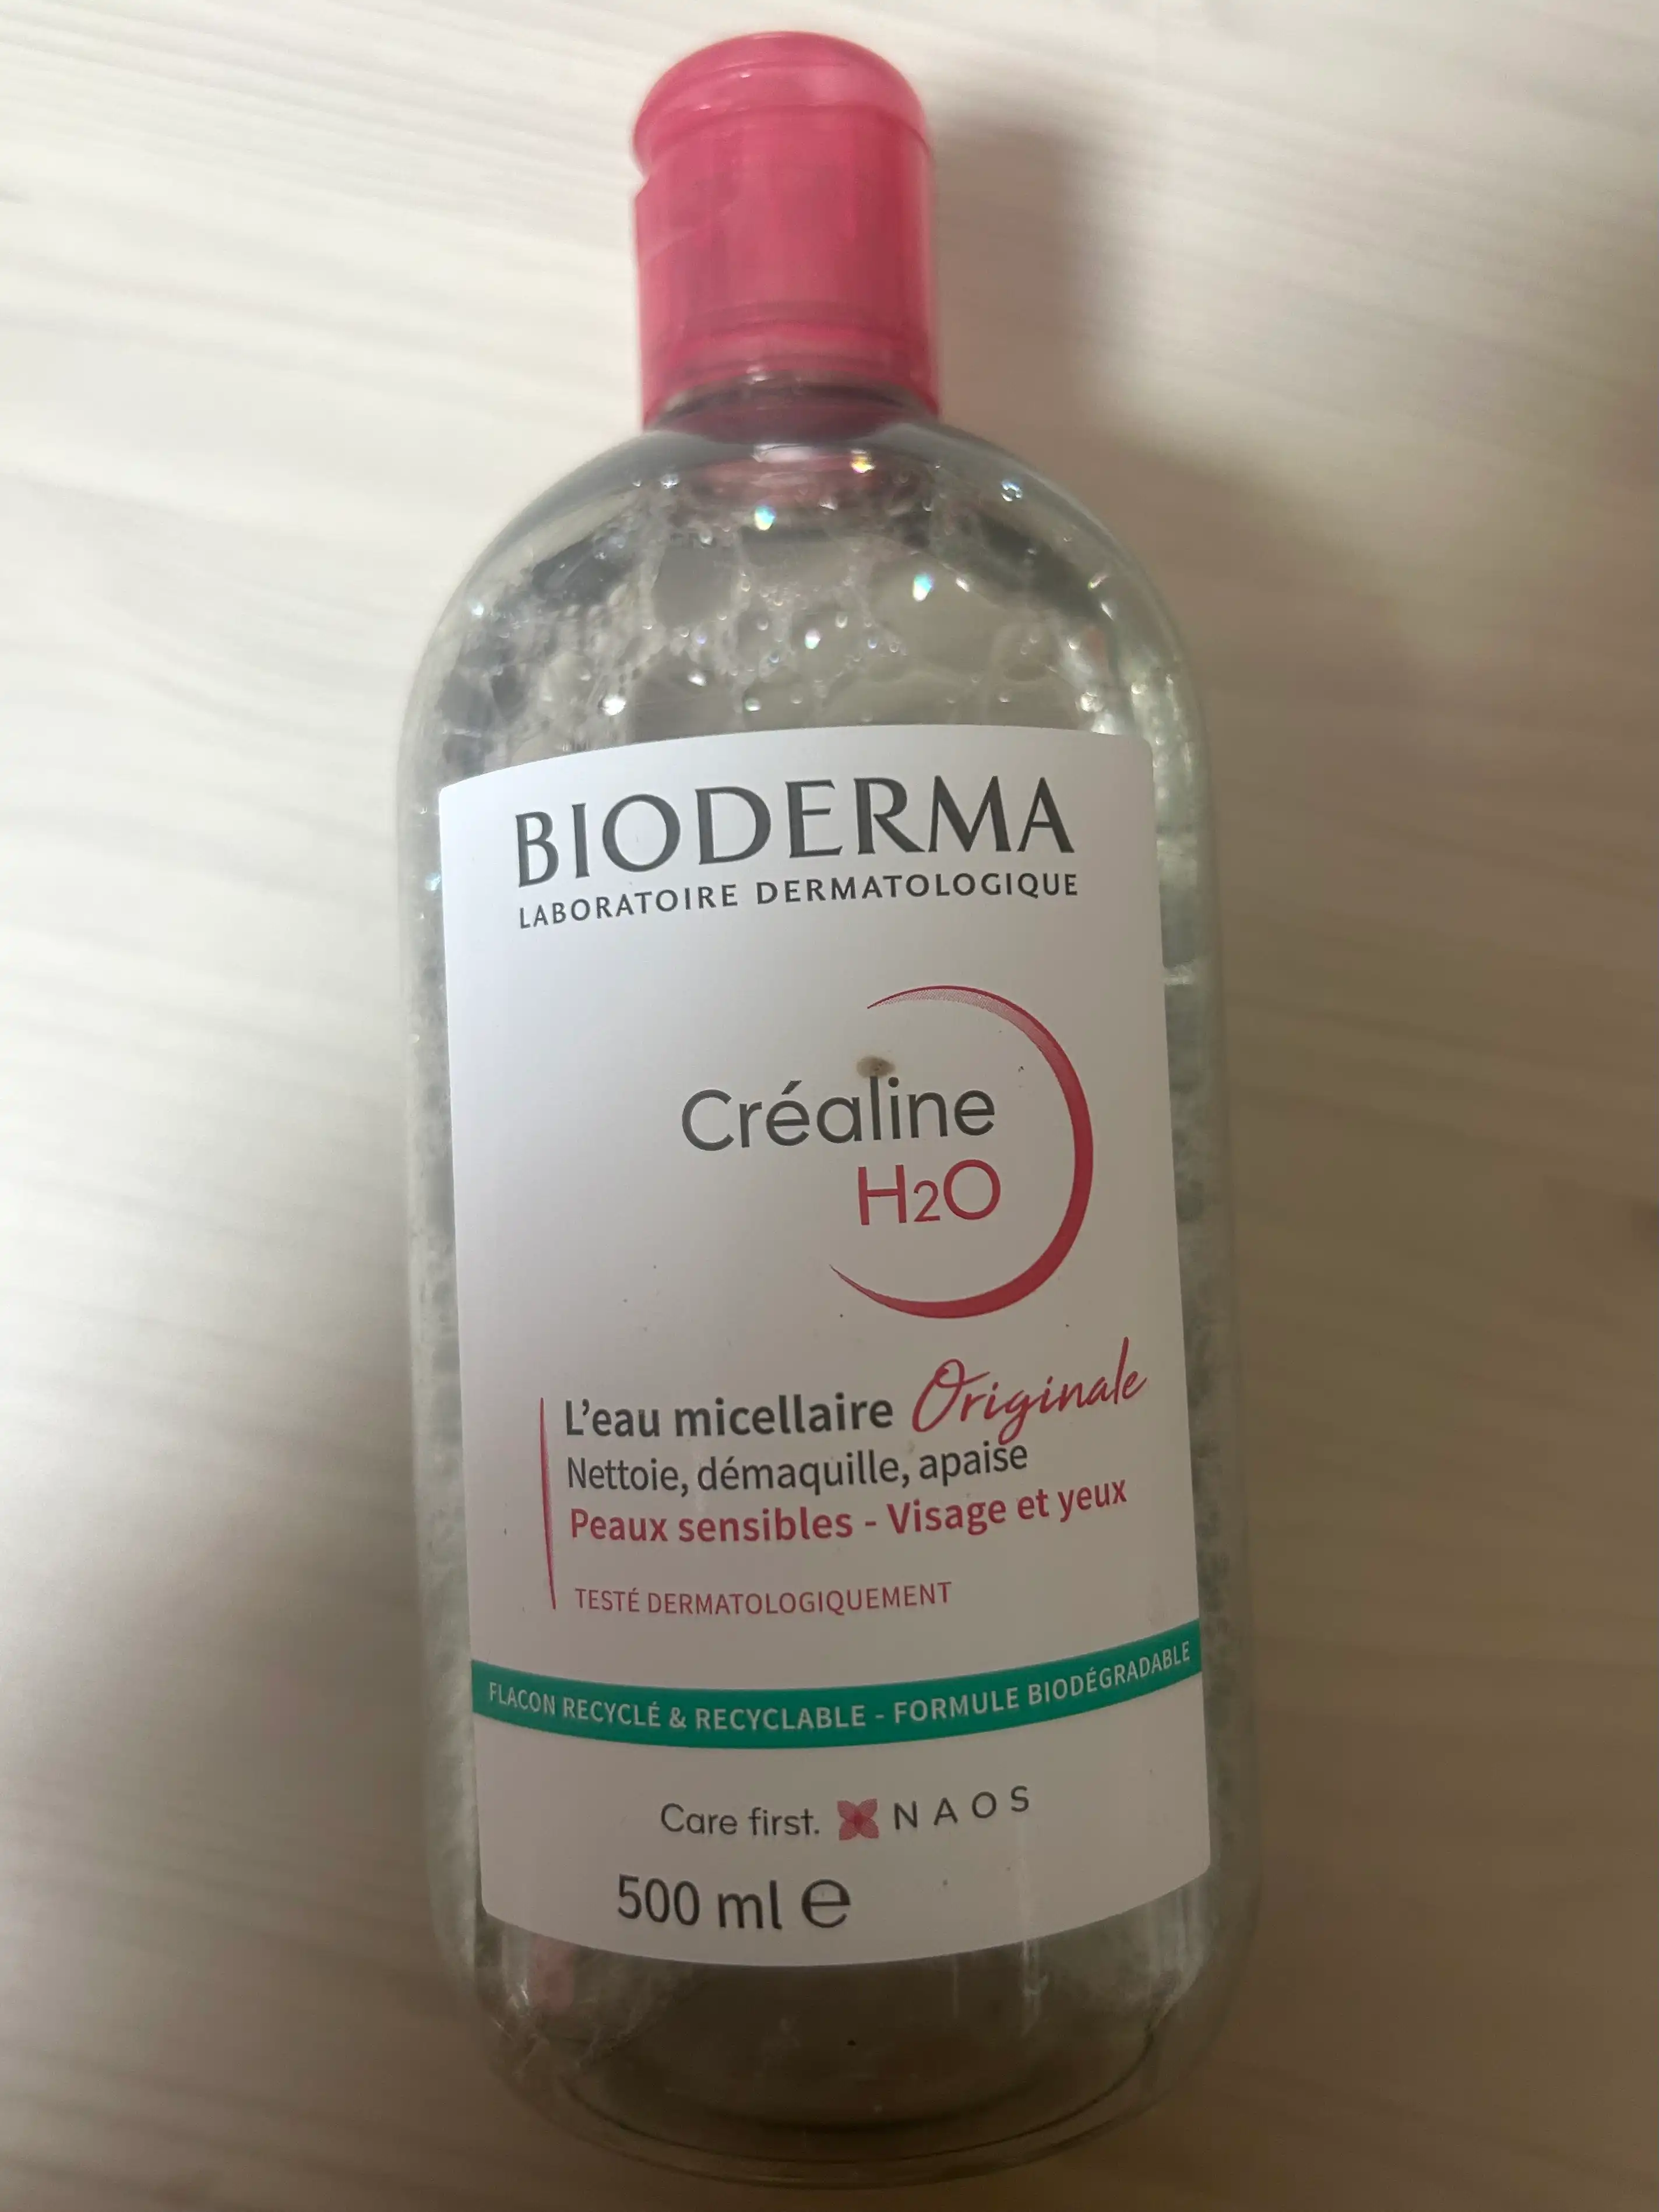 BIODERMA
LABORATOIRE DERMATOLOGIQUE
Créaline
H2O
L'eau micellaire Originale
Nettoie, démaquille, apaise
Peaux sensibles - Visage et yeux
TESTÉ DERMATOLOGIQUEMENT
FLACON RECYCLÉ & RECYCLABLE - FORMULE BIODÉGRADABLE
Care first. NAOS
500 ml e